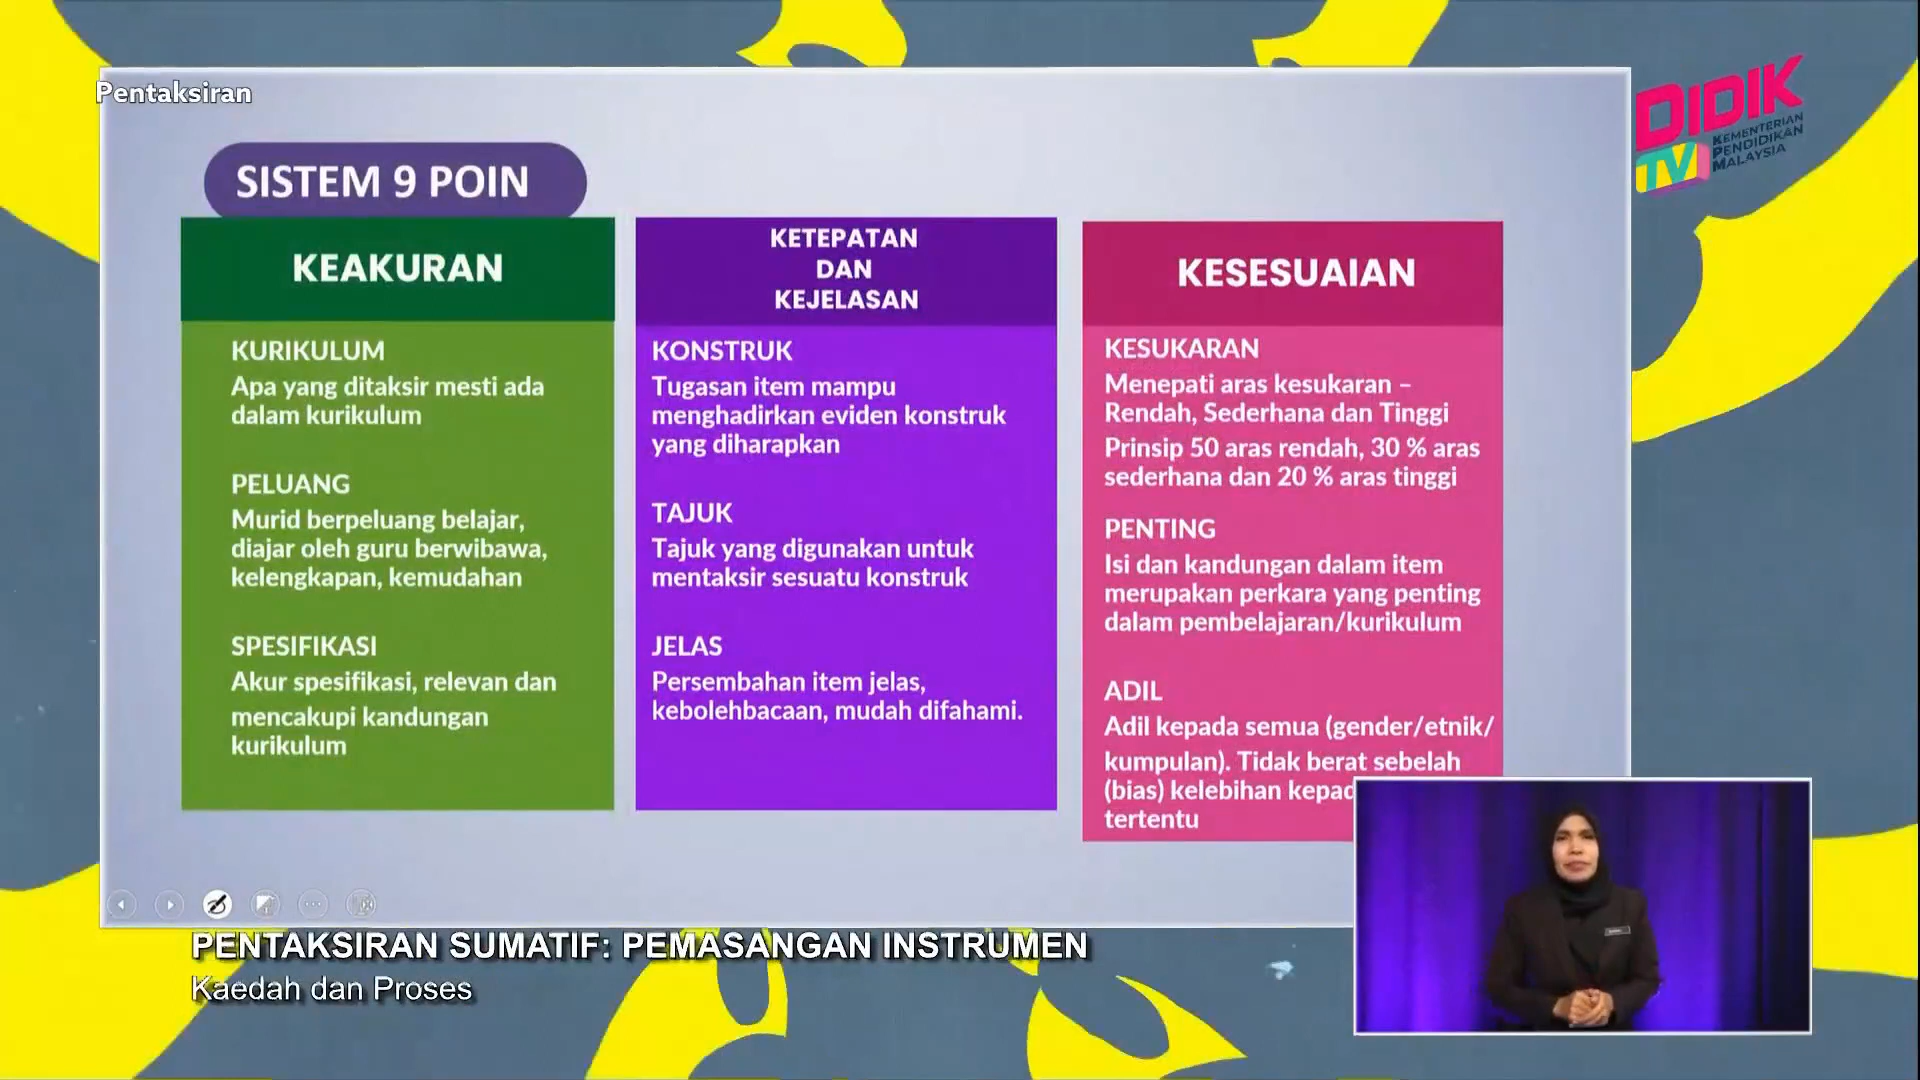 Pentaksiran
DIDIK
TV
KEMENTERIAN
PENDIDIKAN
MALAYSIA
SISTEM 9 POIN
KEAKURAN
KURIKULUM
Apa yang ditaksir mesti ada
dalam kurikulum
PELUANG
Murid berpeluang belajar,
diajar oleh guru berwibawa,
kelengkapan, kemudahan
SPESIFIKASI
Akur spesifikasi, relevan dan
mencakupi kandungan
kurikulum
KETEPATAN
DAN
KEJELASAN
KONSTRUK
Tugasan item mampu
menghadirkan eviden konstruk
yang diharapkan
TAJUK
Tajuk yang digunakan untuk
mentaksir sesuatu konstruk
JELAS
Persembahan item jelas,
kebolehbacaan, mudah difahami.
KESESUAIAN
KESUKARAN
Menepati aras kesukaran –
Rendah, Sederhana dan Tinggi
Prinsip 50 aras rendah, 30 % aras
sederhana dan 20 % aras tinggi
PENTING
Isi dan kandungan dalam item
merupakan perkara yang penting
dalam pembelajaran/kurikulum
ADIL
Adil kepada semua (gender/etnik/
kumpulan). Tidak berat sebelah
(bias) kelebihan
tertentu
PENTAKSIRAN SUMATIF: PEMASANGAN INSTRUMEN
Kaedah dan Proses